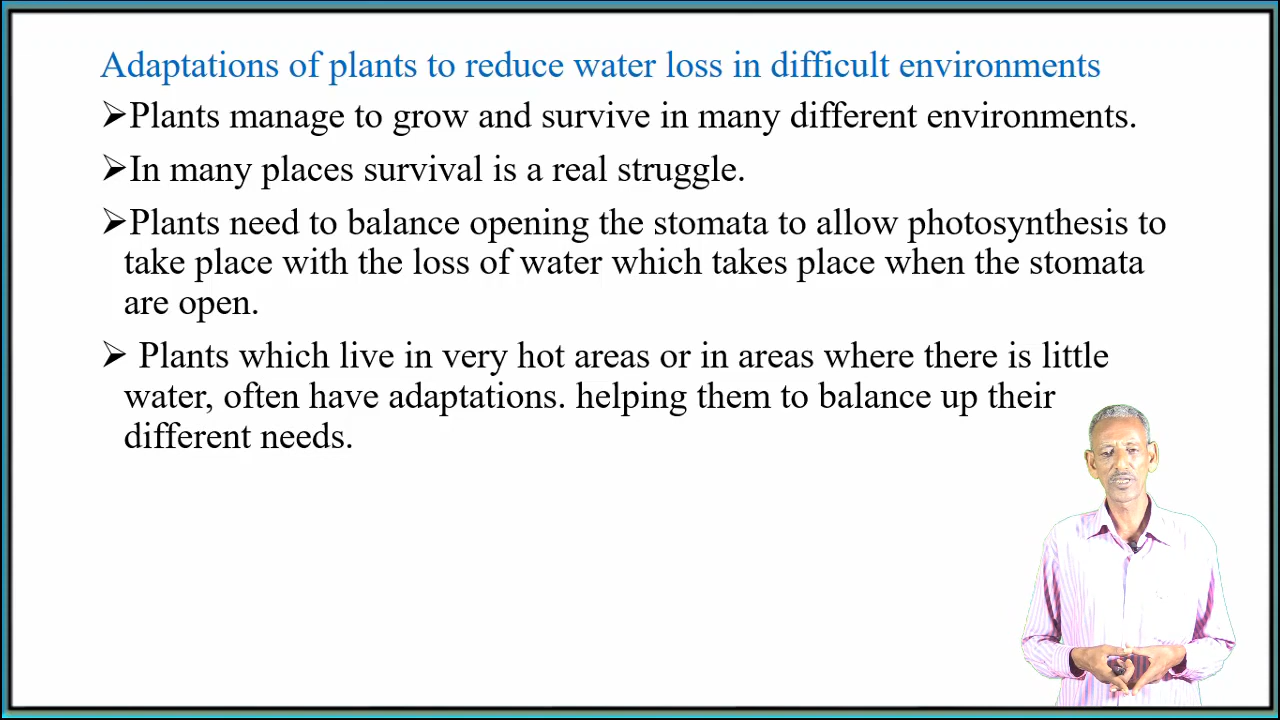 Adaptations of plants to reduce water loss in difficult environments
➢Plants manage to grow and survive in many different environments.
➢In many places survival is a real struggle.
➢Plants need to balance opening the stomata to allow photosynthesis to
take place with the loss of water which takes place when the stomata
are open.
➢ Plants which live in very hot areas or in areas where there is little
water, often have adaptations. helping them to balance up their
different needs.